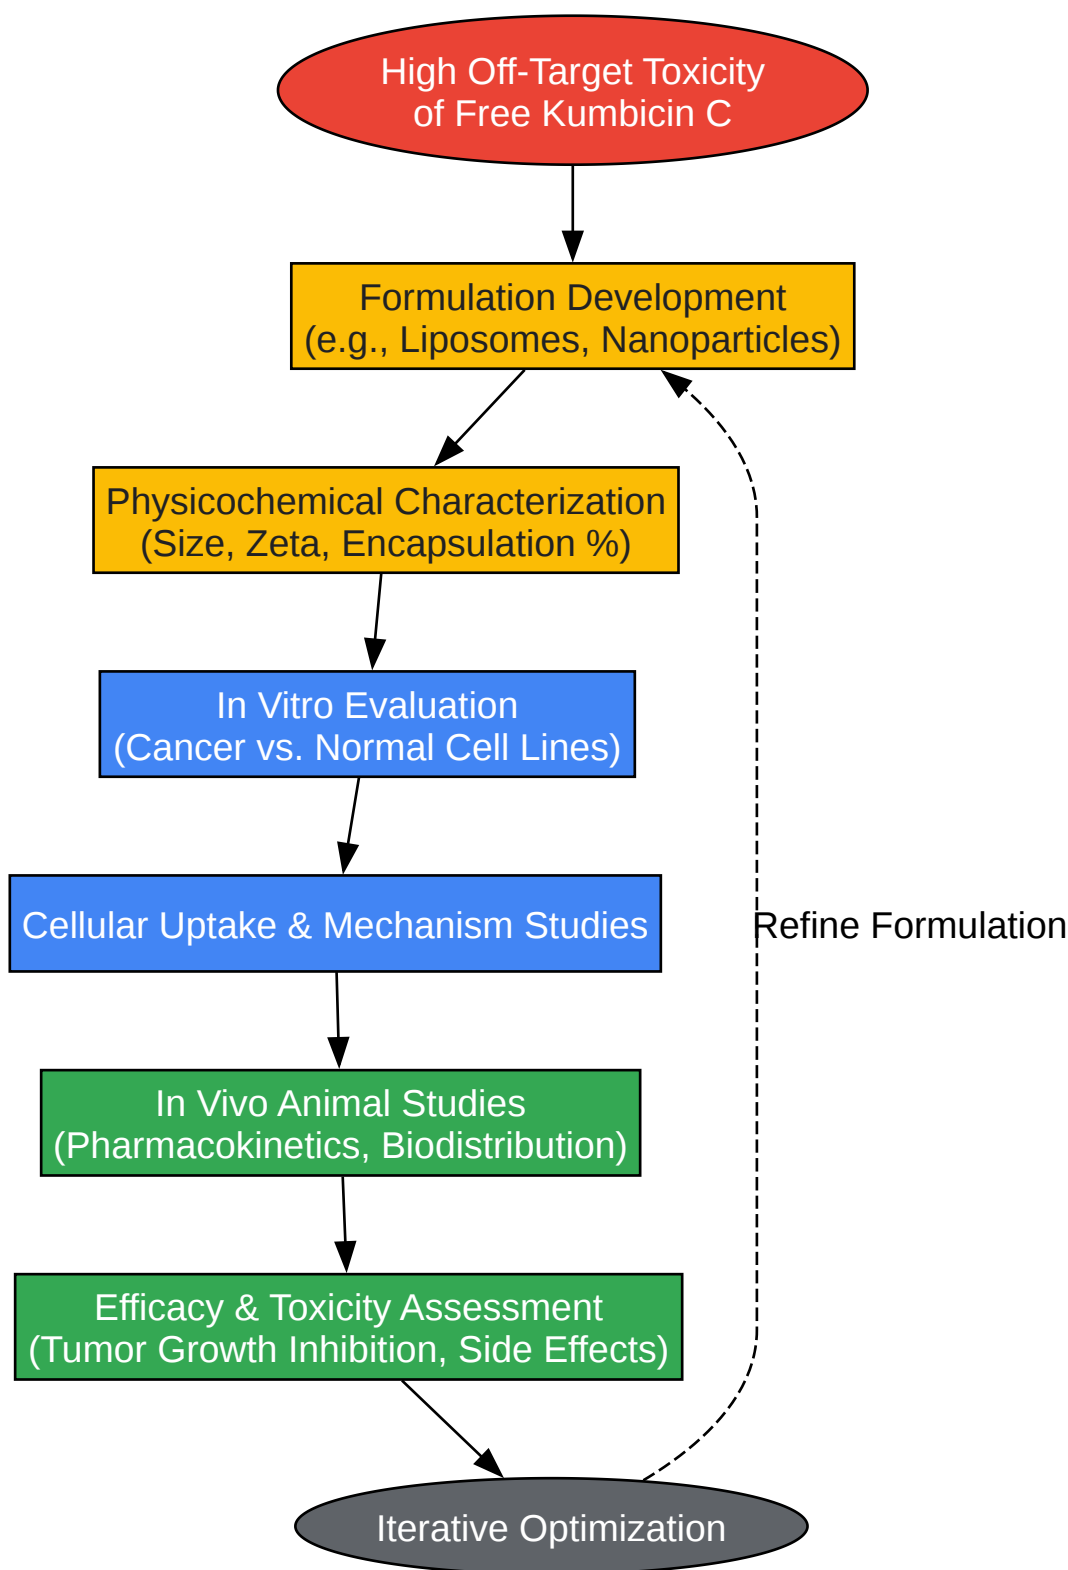 High Off-Target Toxicity
of Free Kumbicin C
Formulation Development
(e.g., Liposomes, Nanoparticles)
Physicochemical Characterization
(Size, Zeta, Encapsulation %)
In Vitro Evaluation
(Cancer vs. Normal Cell Lines)
Cellular Uptake & Mechanism Studies
Refine Formulation
In Vivo Animal Studies
(Pharmacokinetics, Biodistribution)
Efficacy & Toxicity Assessment
(Tumor Growth Inhibition, Side Effects)
Iterative Optimization